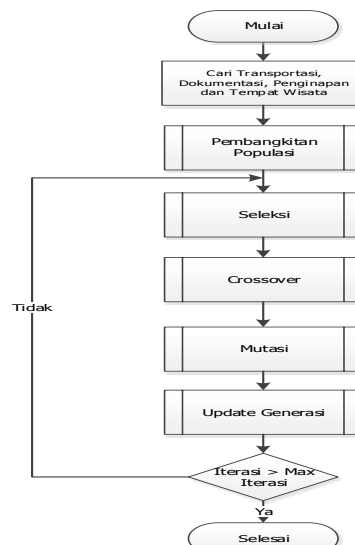 Mulai
Cari Transportasi,
Dokumentasi, Penginapan
dan Tempat Wisata
Pembangkitan
Populasi
Seleksi
Crossover
Tidak
Mutasi
Update Generasi
Iterasi > Max
Iterasi
Ya
Selesai